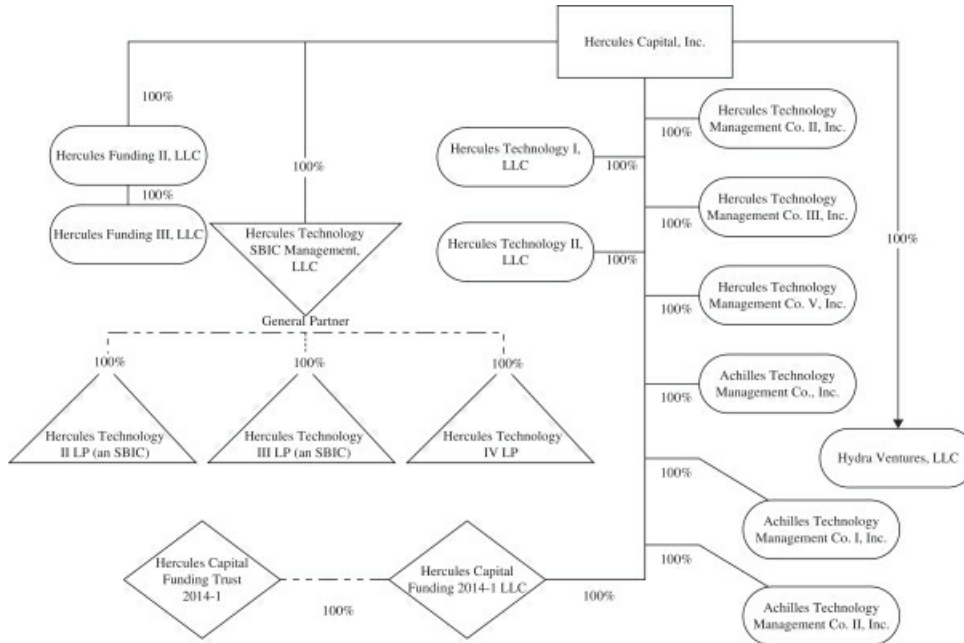 Hercules Capital, Inc.
100%
Hercules Funding II, LLC
100%
Hercules Funding III, LLC
100%
Hercules Technology
SBIC Management,
LLC
General Partner
100%
100%
100%
Hercules Technology
II LP (an SBIC)
Hercules Technology
III LP (an SBIC)
Hercules Technology
IV LP
Hercules Technology I,
LLC
100%
Hercules Technology II,
LLC
100%
100%
Hercules Technology
Management Co. II, Inc.
100%
Hercules Technology
Management Co. III, Inc.
100%
Hercules Technology
Management Co. V, Inc.
100%
Achilles Technology
Management Co., Inc.
100%
Hydra Ventures, LLC
100%
Achilles Technology
Management Co. I, Inc.
100%
Achilles Technology
Management Co. II, Inc.
Hercules Capital
Funding Trust
2014-1
100%
Hercules Capital
Funding 2014-1 LLC
100%